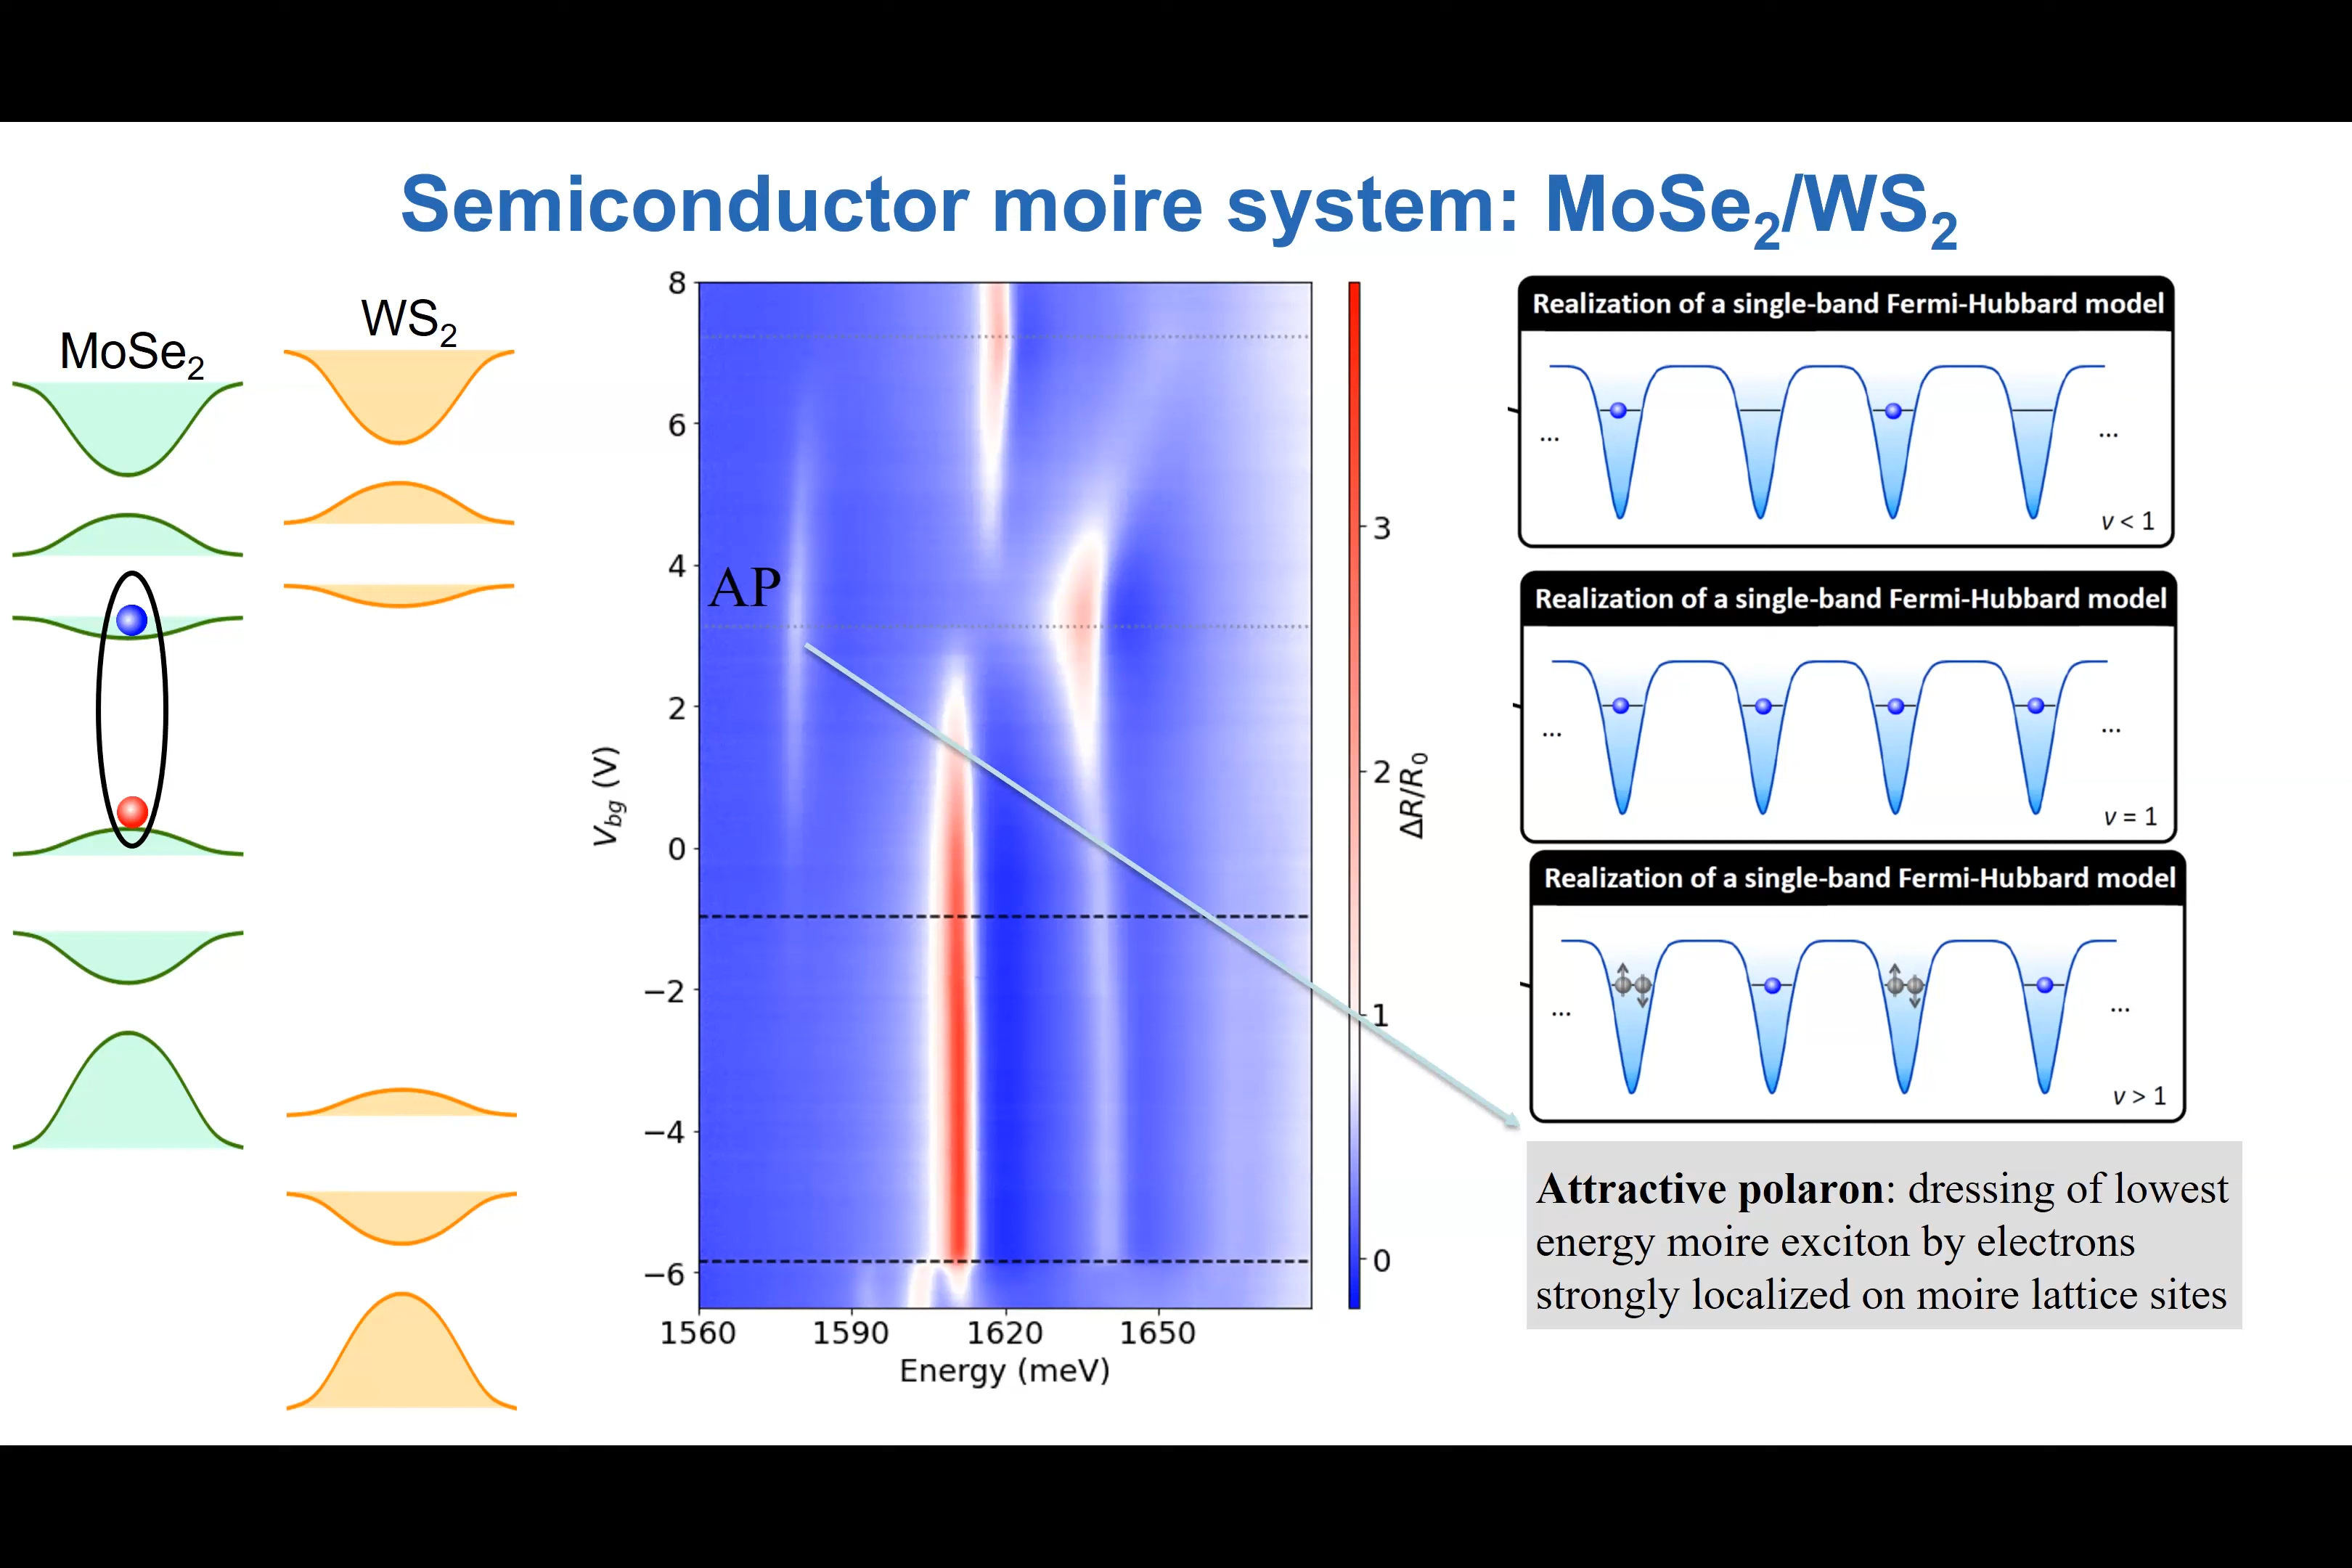 Semiconductor moire system: MoSe₂/WS₂
MoSe₂
WS₂
8
6
4
2
0
−2
−4
−6
V_bg (V)
AP
1560
1590
1620
1650
Energy (meV)
3
2
1
0
ΔR/R₀
Realization of a single-band Fermi-Hubbard model
...
...
ν < 1
Realization of a single-band Fermi-Hubbard model
...
...
ν = 1
Realization of a single-band Fermi-Hubbard model
...
...
ν > 1
Attractive polaron: dressing of lowest
energy moire exciton by electrons
strongly localized on moire lattice sites